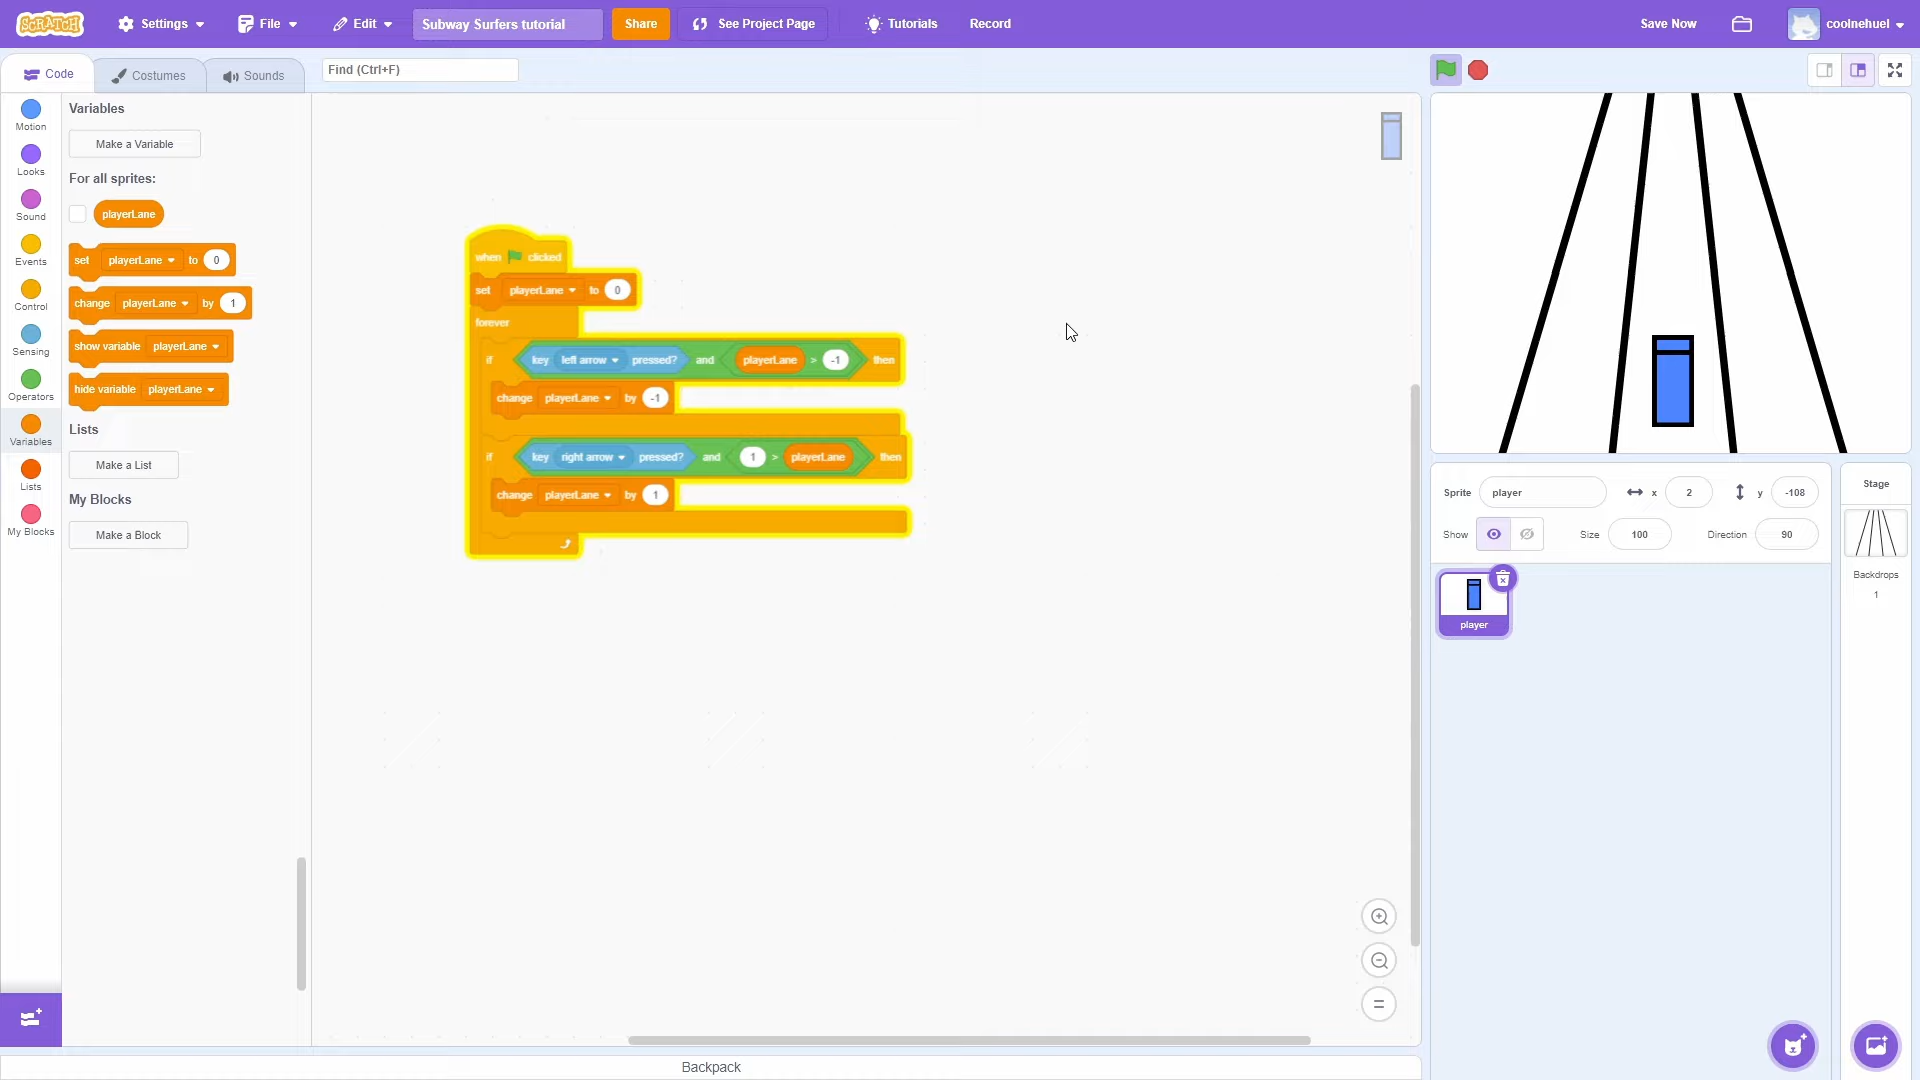 SCRATCH Settings File Edit Subway Surfers tutorial Share See Project Page Tutorials Record Save Now coolnehuel
Code Costumes Sounds Find (Ctrl+F)
Motion
Looks
Sound
Events
Control
Sensing
Operators
Variables
Lists
My Blocks
Variables
Make a Variable
For all sprites:
playerLane
set playerLane to 0
change playerLane by 1
show variable playerLane
hide variable playerLane
Lists
Make a List
My Blocks
Make a Block
when clicked
set playerLane to 0
forever
if key left arrow pressed? and playerLane > -1 then
change playerLane by -1
if key right arrow pressed? and 1 > playerLane then
change playerLane by 1
Sprite player x 2 y -108
Show Size 100 Direction 90
player
Stage
Backdrops
1
Backpack